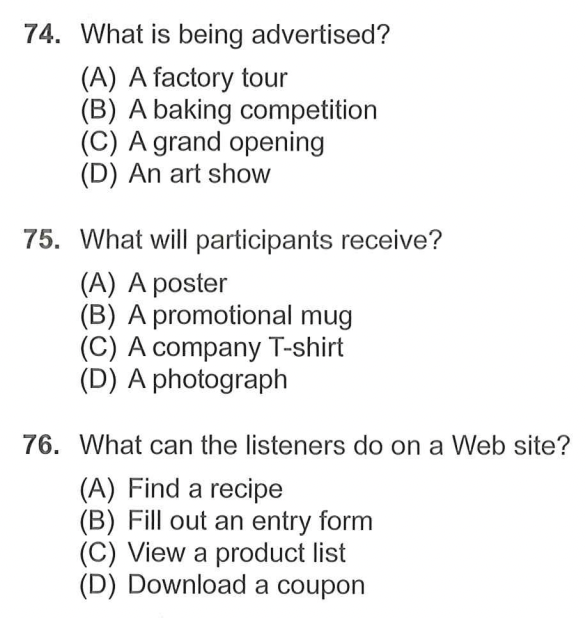 74. What is being advertised?
(A) A factory tour
(B) A baking competition
(C) A grand opening
(D) An art show
75. What will participants receive?
(A) A poster
(B) A promotional mug
(C) A company T-shirt
(D) A photograph
76. What can the listeners do on a Web site?
(A) Find a recipe
(B) Fill out an entry form
(C) View a product list
(D) Download a coupon